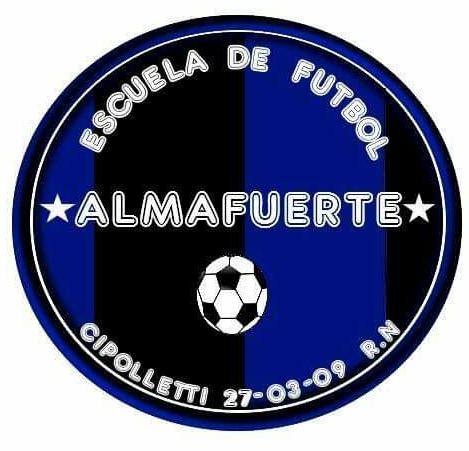 ESCUELA DE FUTBOL
ALMAFUERTE
CIPOLLETTI 27-03-09 R.N